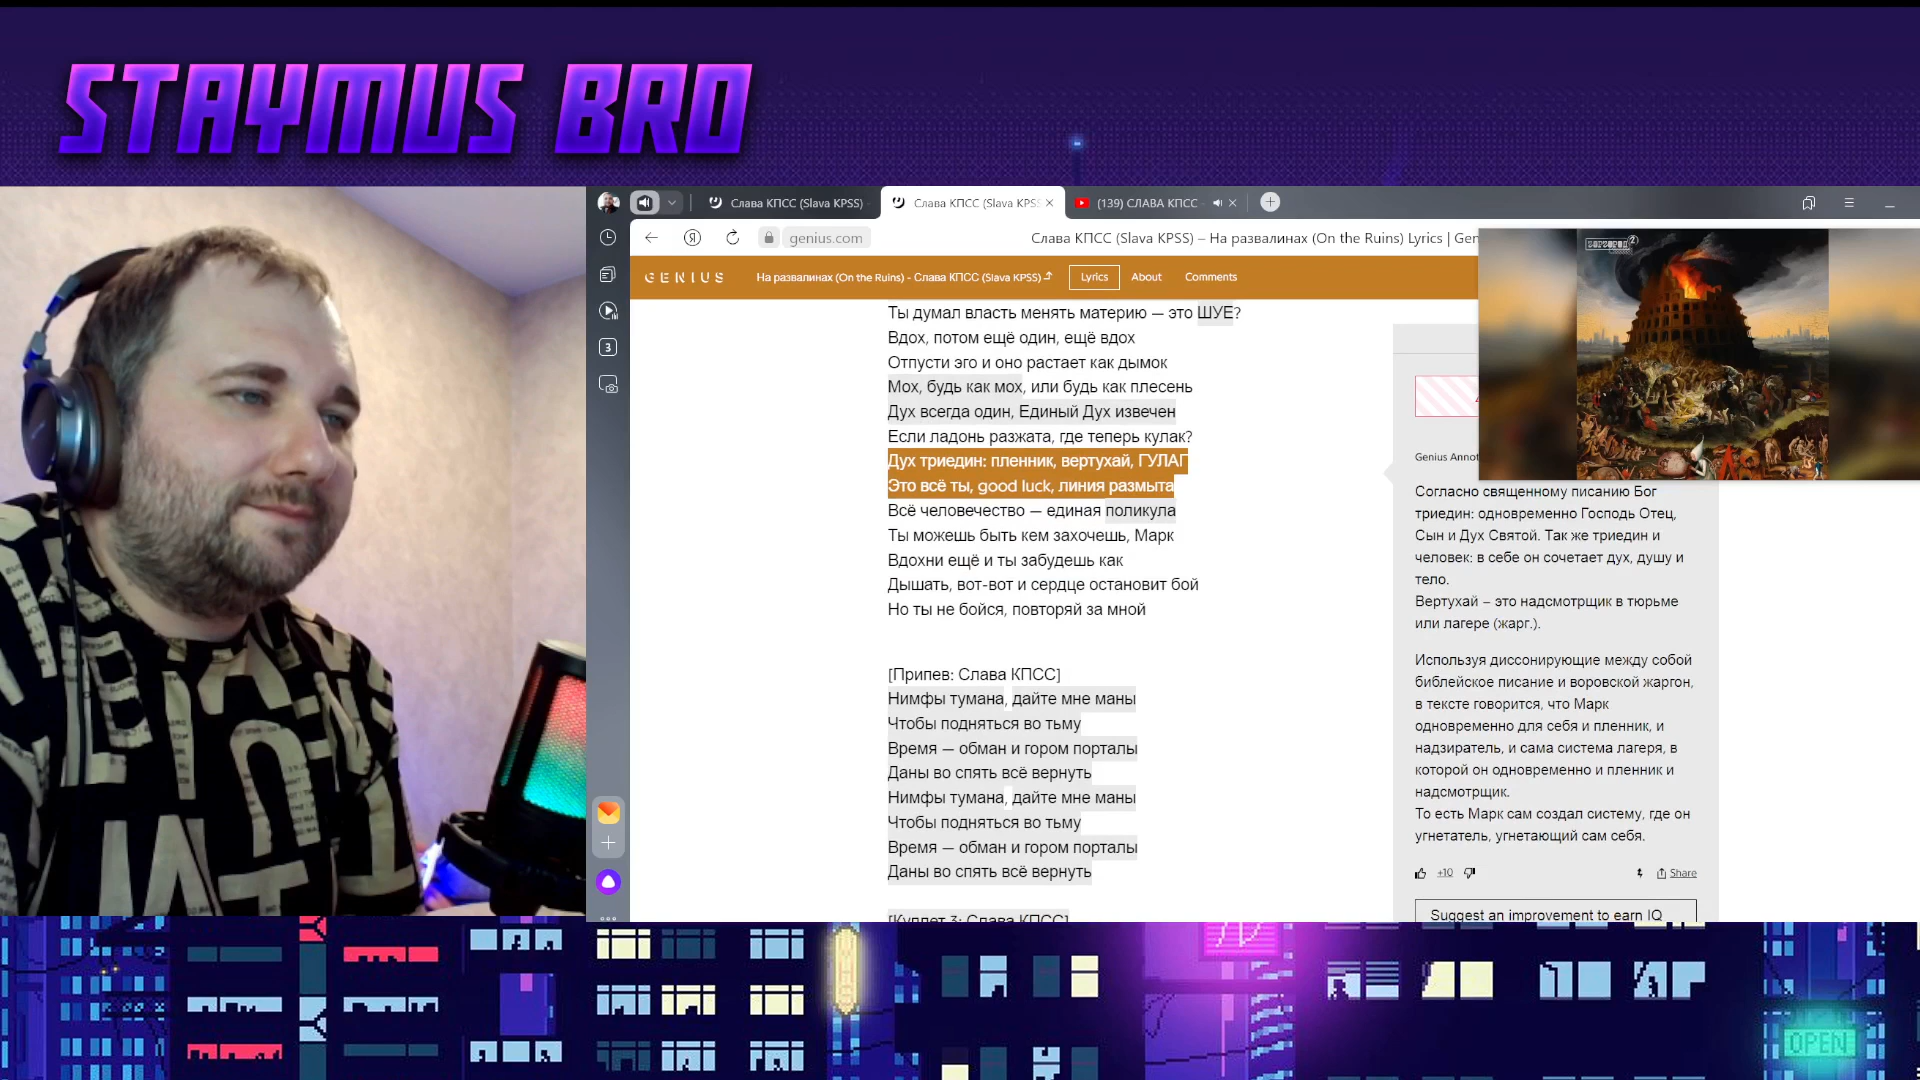 STAYMUS BRO
Слава КПСС (Slava KPSS)
Слава КПСС (Slava KPSS
(139) СЛАВА КПСС
genius.com
Слава КПСС (Slava KPSS) – На развалинах (On the Ruins) Lyrics | Gen
GENIUS
На развалинах (On the Ruins) - Слава КПСС (Slava KPSS)
Lyrics
About
Comments
3
Ты думал власть менять материю — это ШУЕ?
Вдох, потом ещё один, ещё вдох
Отпусти эго и оно растает как дымок
Мох, будь как мох, или будь как плесень
Дух всегда один, Единый Дух извечен
Если ладонь разжата, где теперь кулак?
Дух триедин: пленник, вертухай, ГУЛАГ
Это всё ты, good luck, линия размыта
Всё человечество — единая поликула
Ты можешь быть кем захочешь, Марк
Вдохни ещё и ты забудешь как
Дышать, вот-вот и сердце остановит бой
Но ты не бойся, повторяй за мной
[Припев: Слава КПСС]
Нимфы тумана, дайте мне маны
Чтобы подняться во тьму
Время — обман и гором порталы
Даны во спять всё вернуть
Нимфы тумана, дайте мне маны
Чтобы подняться во тьму
Время — обман и гором порталы
Даны во спять всё вернуть
[Куплет 3: Слава КПСС]
Genius Annot
Согласно священному писанию Бог
триедин: одновременно Господь Отец,
Сын и Дух Святой. Так же триедин и
человек: в себе он сочетает дух, душу и
тело.
Вертухай – это надсмотрщик в тюрьме
или лагере (жарг.).
Используя диссонирующие между собой
библейское писание и воровской жаргон,
в тексте говорится, что Марк
одновременно для себя и пленник, и
надзиратель, и сама система лагеря, в
которой он одновременно и пленник и
надсмотрщик.
То есть Марк сам создал систему, где он
угнетатель, угнетающий сам себя.
+10
Share
Suggest an improvement to earn IQ
OPEN